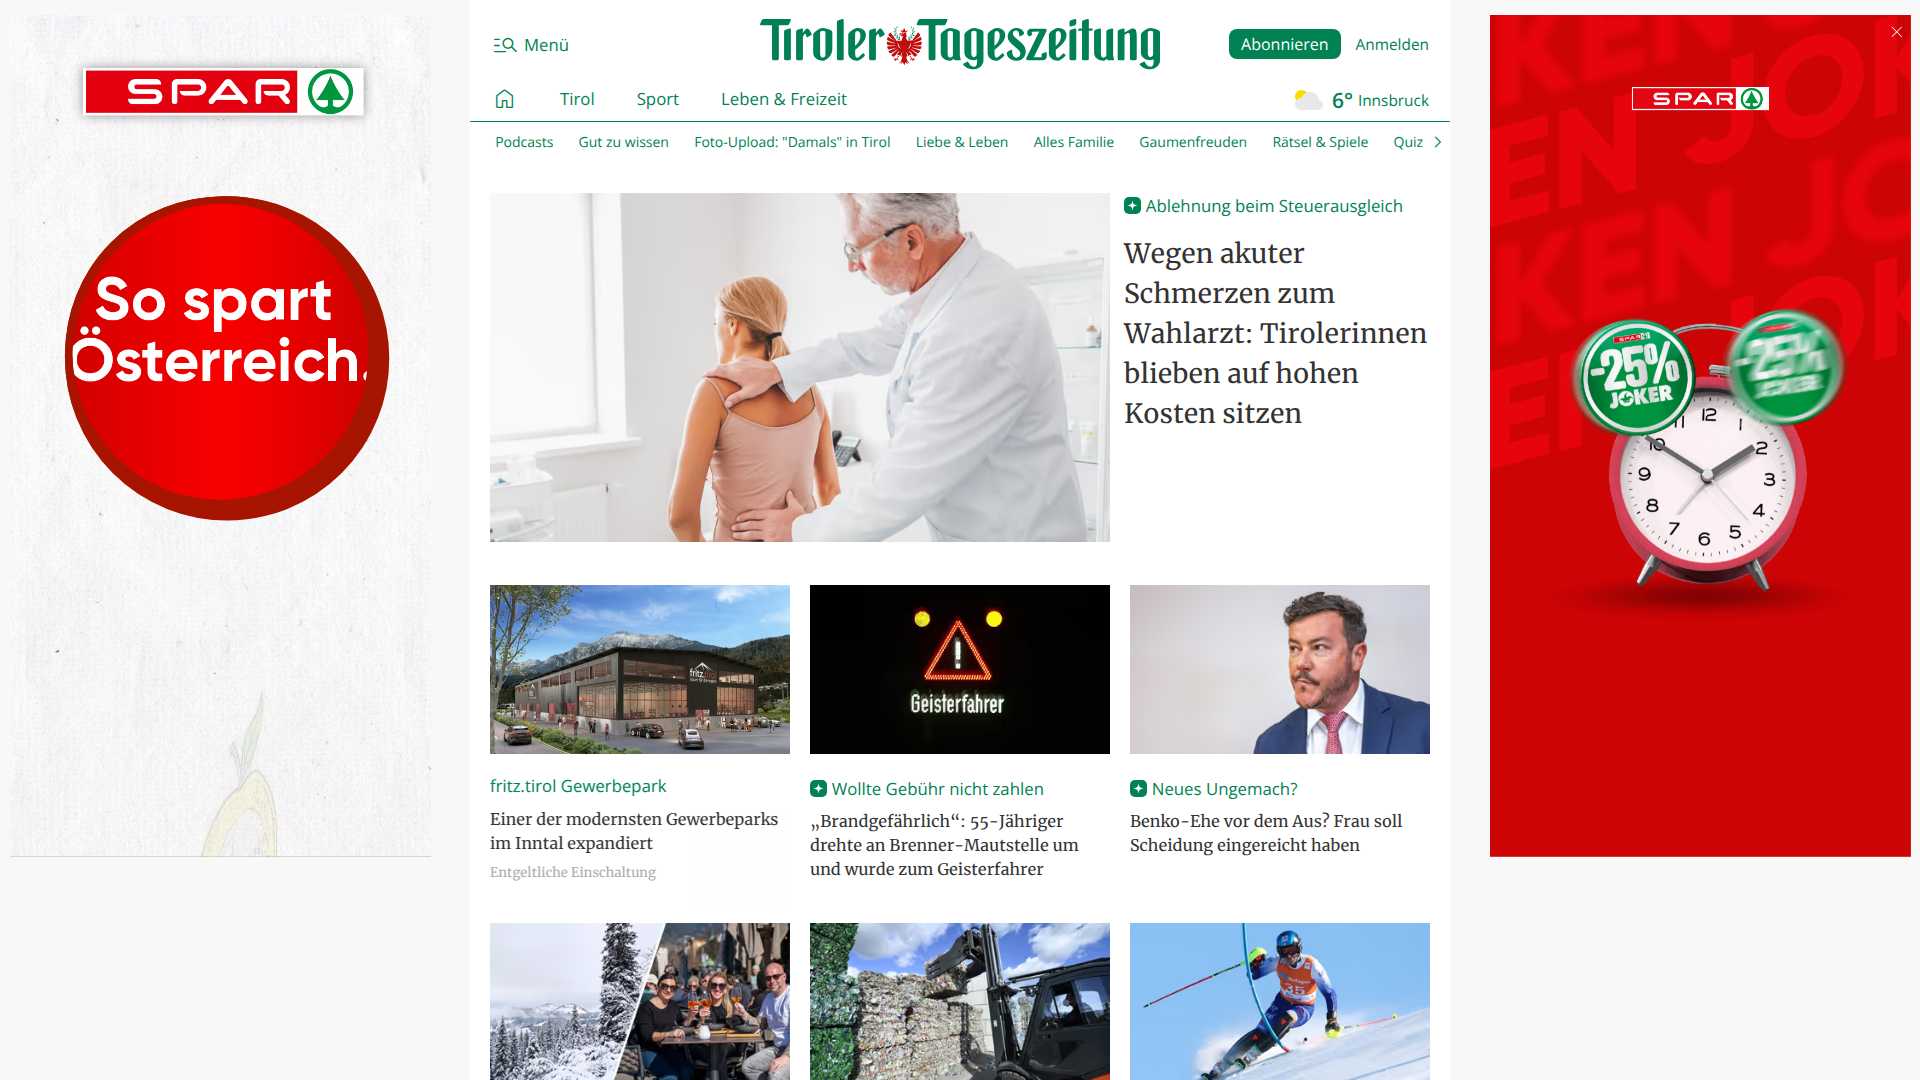 SPAR
So spart
Österreich.
Menü
Tiroler Tageszeitung
Abonnieren
Anmelden
Tirol
Sport
Leben & Freizeit
6° Innsbruck
Podcasts
Gut zu wissen
Foto-Upload: "Damals" in Tirol
Liebe & Leben
Alles Familie
Gaumenfreuden
Rätsel & Spiele
Quiz
Ablehnung beim Steuerausgleich
Wegen akuter
Schmerzen zum
Wahlarzt: Tirolerinnen
blieben auf hohen
Kosten sitzen
fritz.tirol Gewerbepark
Einer der modernsten Gewerbeparks
im Inntal expandiert
Entgeltliche Einschaltung
Geisterfahrer
Wollte Gebühr nicht zahlen
„Brandgefährlich“: 55-Jähriger
drehte an Brenner-Mautstelle um
und wurde zum Geisterfahrer
Neues Ungemach?
Benko-Ehe vor dem Aus? Frau soll
Scheidung eingereicht haben
35
SPAR
-25%
JOKER
-25%
JOKER
12
1
2
3
4
5
6
7
8
9
10
11